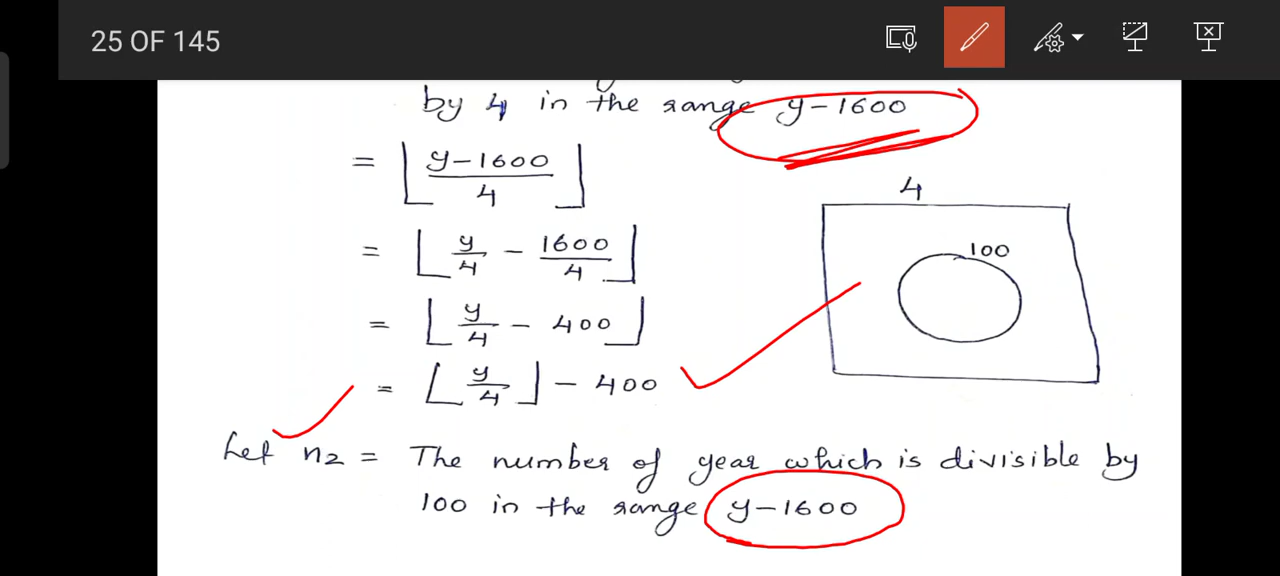 25 OF 145
by 4 in the range y-1600
= ⌊ y-1600 / 4 ⌋
4
= ⌊ y/4 - 1600/4 ⌋
100
= ⌊ y/4 - 400 ⌋
= ⌊ y/4 ⌋ - 400
Let n2 = The number of year which is divisible by
100 in the range y-1600